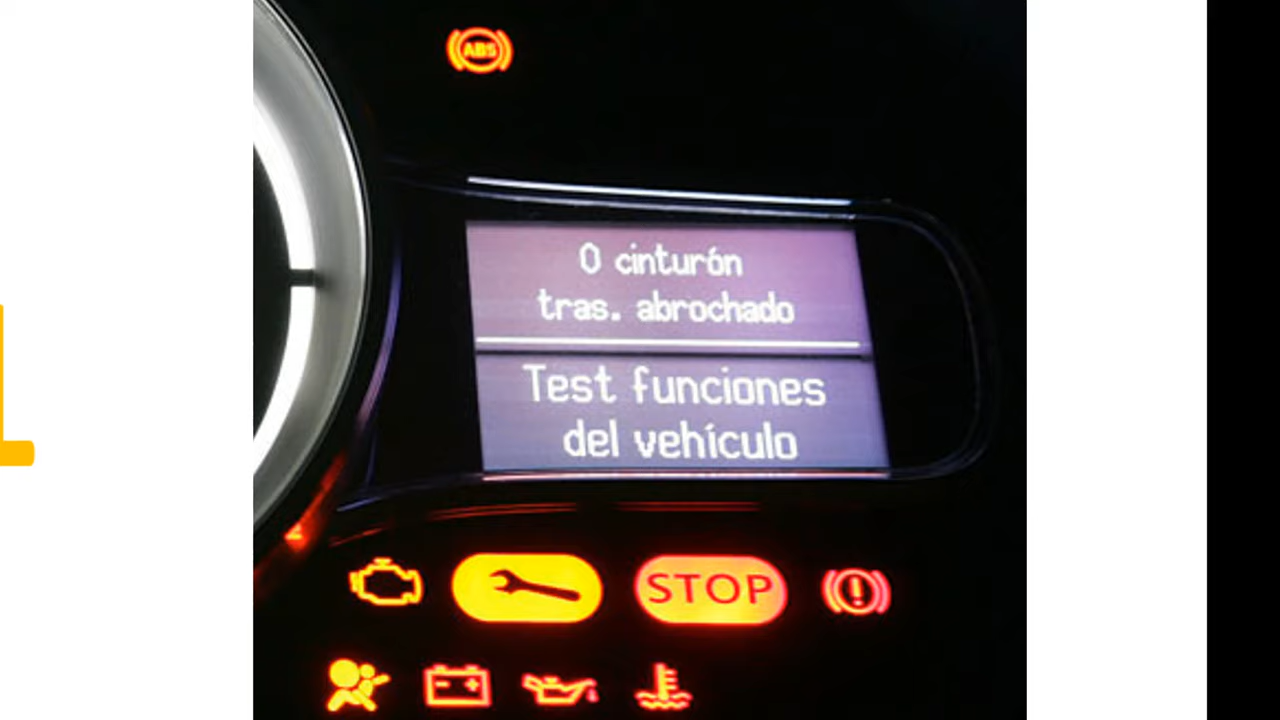 ABS
0 cinturón
tras. abrochado
Test funciones
del vehículo
STOP